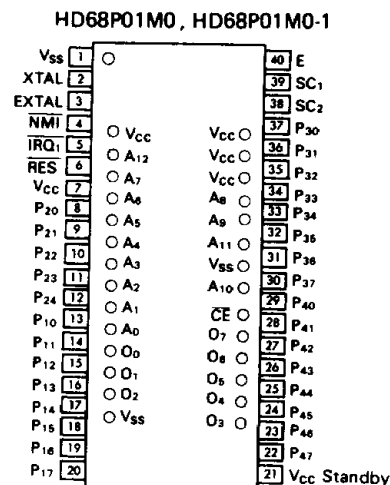 HD68P01M0, HD68P01M0-1
VSS 1 40 E
XTAL 2 39 SC1
EXTAL 3 38 SC2
NMI 4 37 P30
IRQ1 5 36 P31
RES 6 35 P32
VCC 7 34 P33
P20 8 33 P34
P21 9 32 P35
P22 10 31 P36
P23 11 30 P37
P24 12 29 P40
P10 13 28 P41
P11 14 27 P42
P12 15 26 P43
P13 16 25 P44
P14 17 24 P45
P15 18 23 P46
P16 19 22 P47
P17 20 21 VCC Standby
VCC VCC
A12 VCC
A7 VCC
A6 A8
A5 A9
A4 A11
A3 VSS
A2 A10
A1 CE
A0 O7
O0 O6
O1 O5
O2 O4
VSS O3